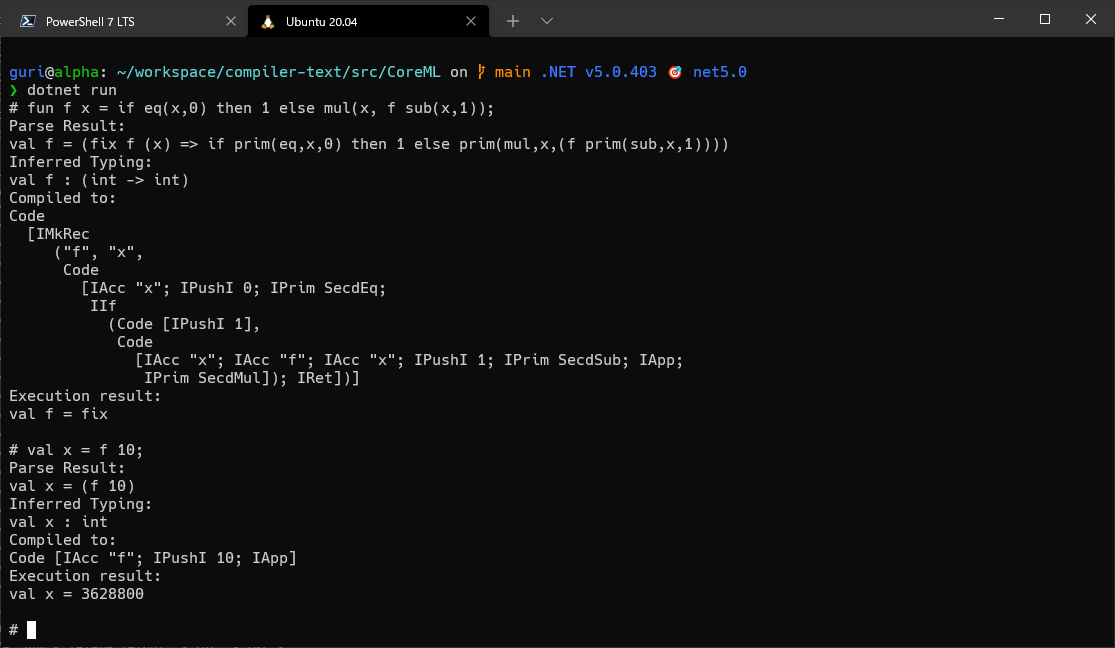 PowerShell 7 LTS
Ubuntu 20.04
guri@alpha: ~/workspace/compiler-text/src/CoreML on main .NET v5.0.403 🎯 net5.0
❯ dotnet run
# fun f x = if eq(x,0) then 1 else mul(x, f sub(x,1));
Parse Result:
val f = (fix f (x) => if prim(eq,x,0) then 1 else prim(mul,x,(f prim(sub,x,1))))
Inferred Typing:
val f : (int -> int)
Compiled to:
Code
  [IMkRec
     ("f", "x",
      Code
        [IAcc "x"; IPushI 0; IPrim SecdEq;
         IIf
           (Code [IPushI 1],
            Code
              [IAcc "x"; IAcc "f"; IAcc "x"; IPushI 1; IPrim SecdSub; IApp;
               IPrim SecdMul]); IRet])]
Execution result:
val f = fix
# val x = f 10;
Parse Result:
val x = (f 10)
Inferred Typing:
val x : int
Compiled to:
Code [IAcc "f"; IPushI 10; IApp]
Execution result:
val x = 3628800
#